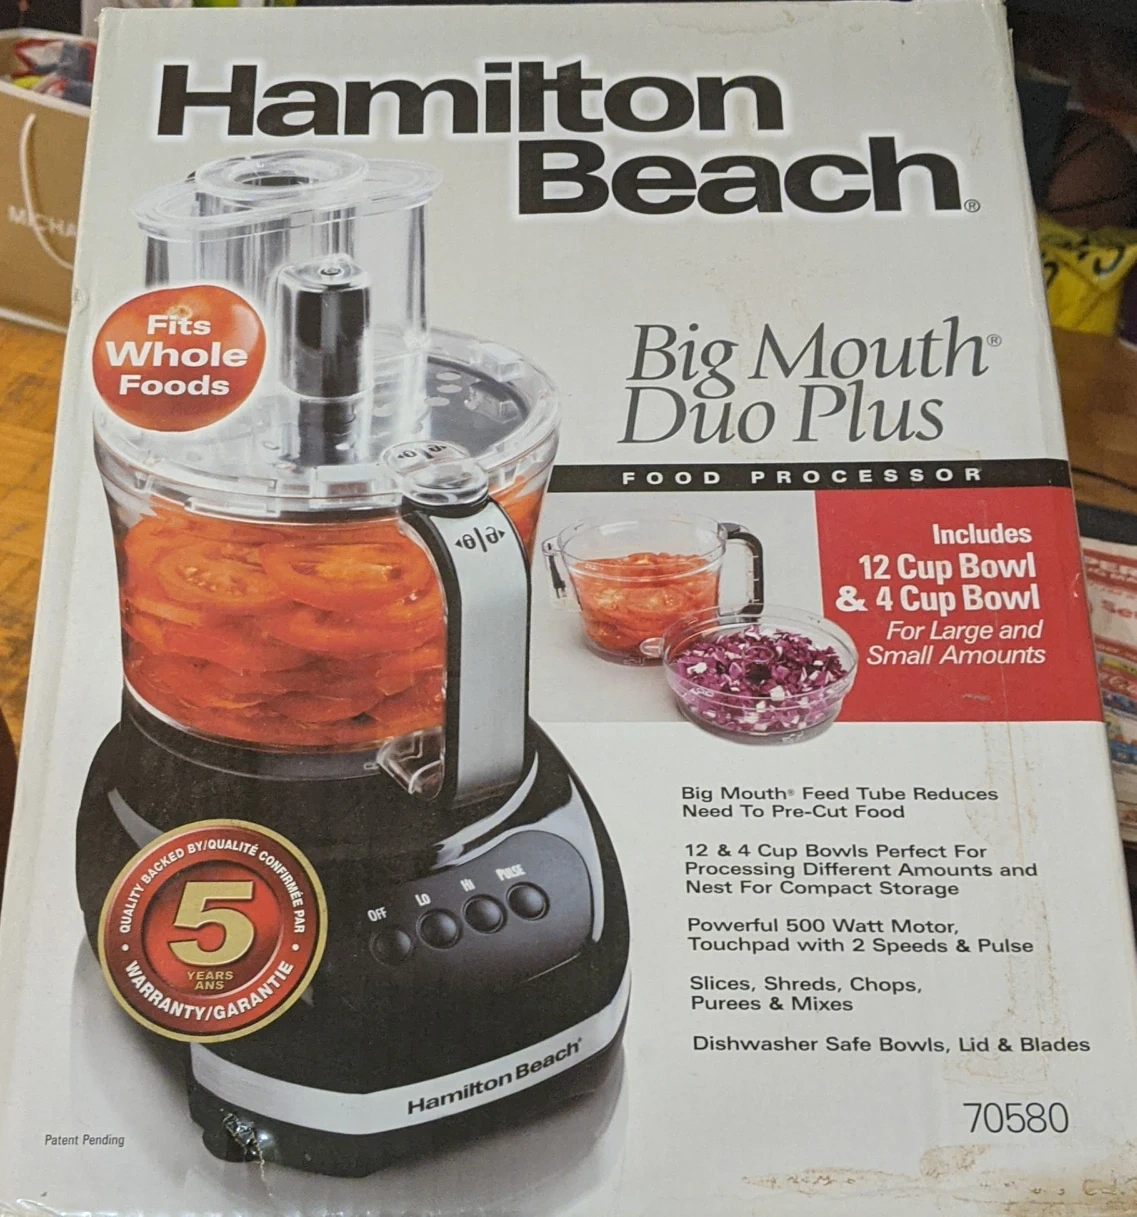 Hamilton
Beach®
Fits
Whole
Foods
Big Mouth®
Duo Plus
FOOD PROCESSOR
Includes
12 Cup Bowl
& 4 Cup Bowl
For Large and
Small Amounts
Big Mouth® Feed Tube Reduces
Need To Pre-Cut Food
12 & 4 Cup Bowls Perfect For
Processing Different Amounts and
Nest For Compact Storage
Powerful 500 Watt Motor,
Touchpad with 2 Speeds & Pulse
Slices, Shreds, Chops,
Purees & Mixes
Dishwasher Safe Bowls, Lid & Blades
70580
OFF LO HI PULSE
QUALITY BACKED BY/QUALITÉ CONFIRMÉE PAR
5
YEARS
ANS
WARRANTY/GARANTIE
Hamilton Beach®
Patent Pending
MICHA